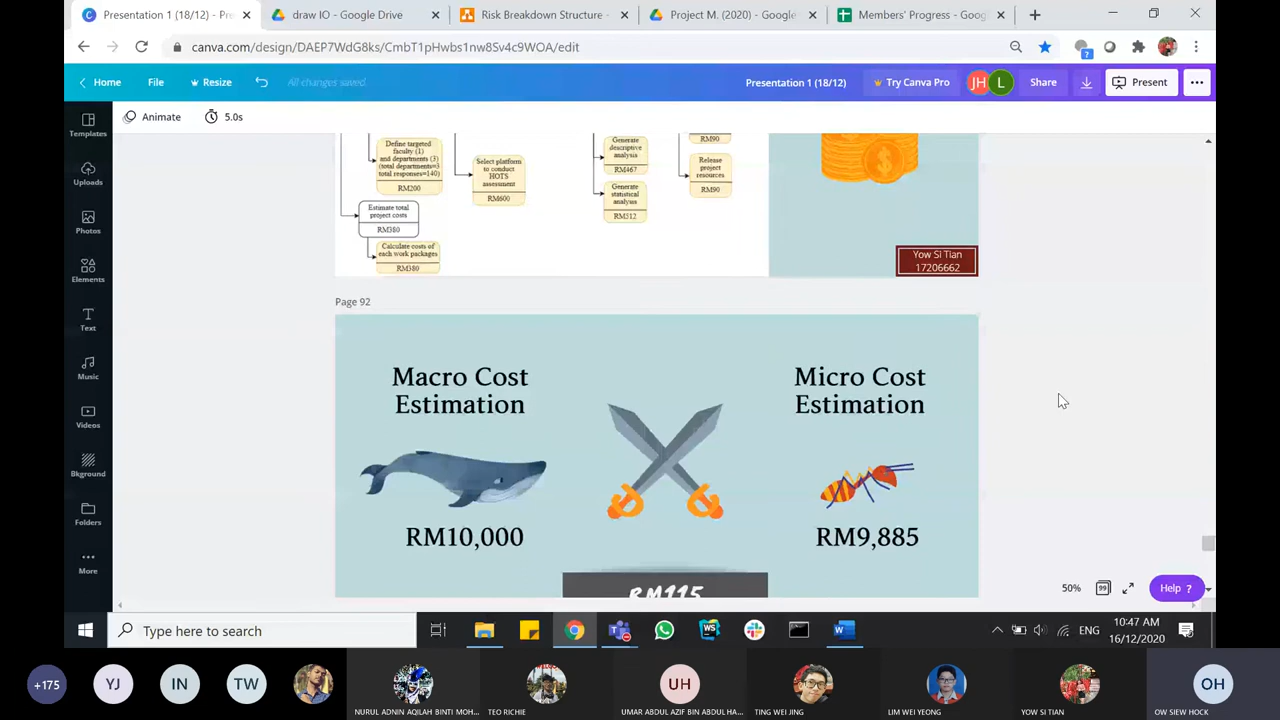 Presentation 1 (18/12) - Pre
draw IO - Google Drive
Risk Breakdown Structure -
Project M. (2020) - Google
Members' Progress - Goog
canva.com/design/DAEP7WdG8ks/CmbT1pHwbs1nw8Sv4c9WOA/edit
Home
File
Resize
All changes saved.
Presentation 1 (18/12)
Try Canva Pro
JH
L
Share
Present
Animate
5.0s
Templates
Uploads
Photos
Elements
Text
Music
Videos
Bkground
Folders
More
Define targeted
faculty (1)
and departments (3)
(total departments=3
total responses=140)
RM200
Select platform
to conduct
HOTS
assessment
RM600
Generate
descriptive
analysis
RM467
Generate
statistical
analysis
RM512
RM90
Release
project
resources
RM90
Estimate total
project costs
RM380
Calculate costs of
each work packages
RM380
Yow Si Tian
17206662
Page 92
Macro Cost
Estimation
RM10,000
Micro Cost
Estimation
RM9,885
RM115
50%
99
Help ?
Type here to search
ENG
10:47 AM
16/12/2020
+175
YJ
IN
TW
NURUL ADNIN AQILAH BINTI MOH...
TEO RICHIE
UH
UMAR ABDUL AZIF BIN ABDUL HA...
TING WEI JING
LIM WEI YEONG
YOW SI TIAN
OH
OW SIEW HOCK